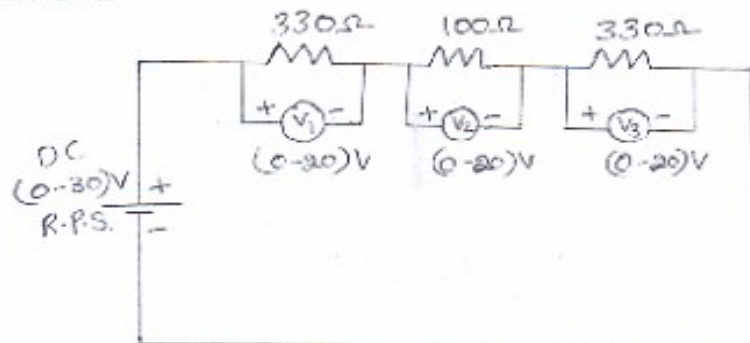 330Ω 100Ω 330Ω
+ V1 - + V2 - + V3 -
(0-20)V (0-20)V (0-20)V
DC
(0-30)V +
R.P.S. -